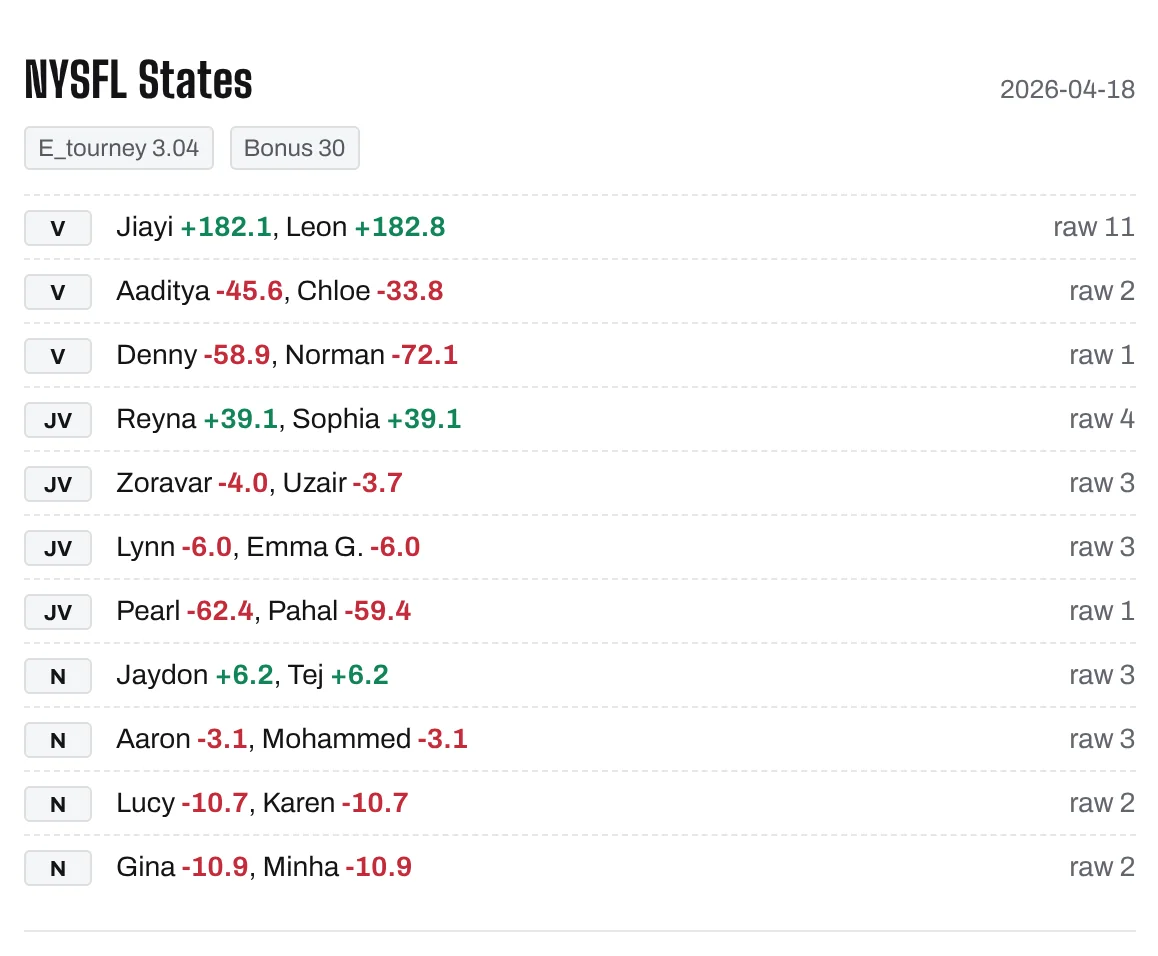 NYSFL States
2026-04-18
E_tourney 3.04 Bonus 30
V Jiayi +182.1, Leon +182.8 raw 11
V Aaditya -45.6, Chloe -33.8 raw 2
V Denny -58.9, Norman -72.1 raw 1
JV Reyna +39.1, Sophia +39.1 raw 4
JV Zoravar -4.0, Uzair -3.7 raw 3
JV Lynn -6.0, Emma G. -6.0 raw 3
JV Pearl -62.4, Pahal -59.4 raw 1
N Jaydon +6.2, Tej +6.2 raw 3
N Aaron -3.1, Mohammed -3.1 raw 3
N Lucy -10.7, Karen -10.7 raw 2
N Gina -10.9, Minha -10.9 raw 2